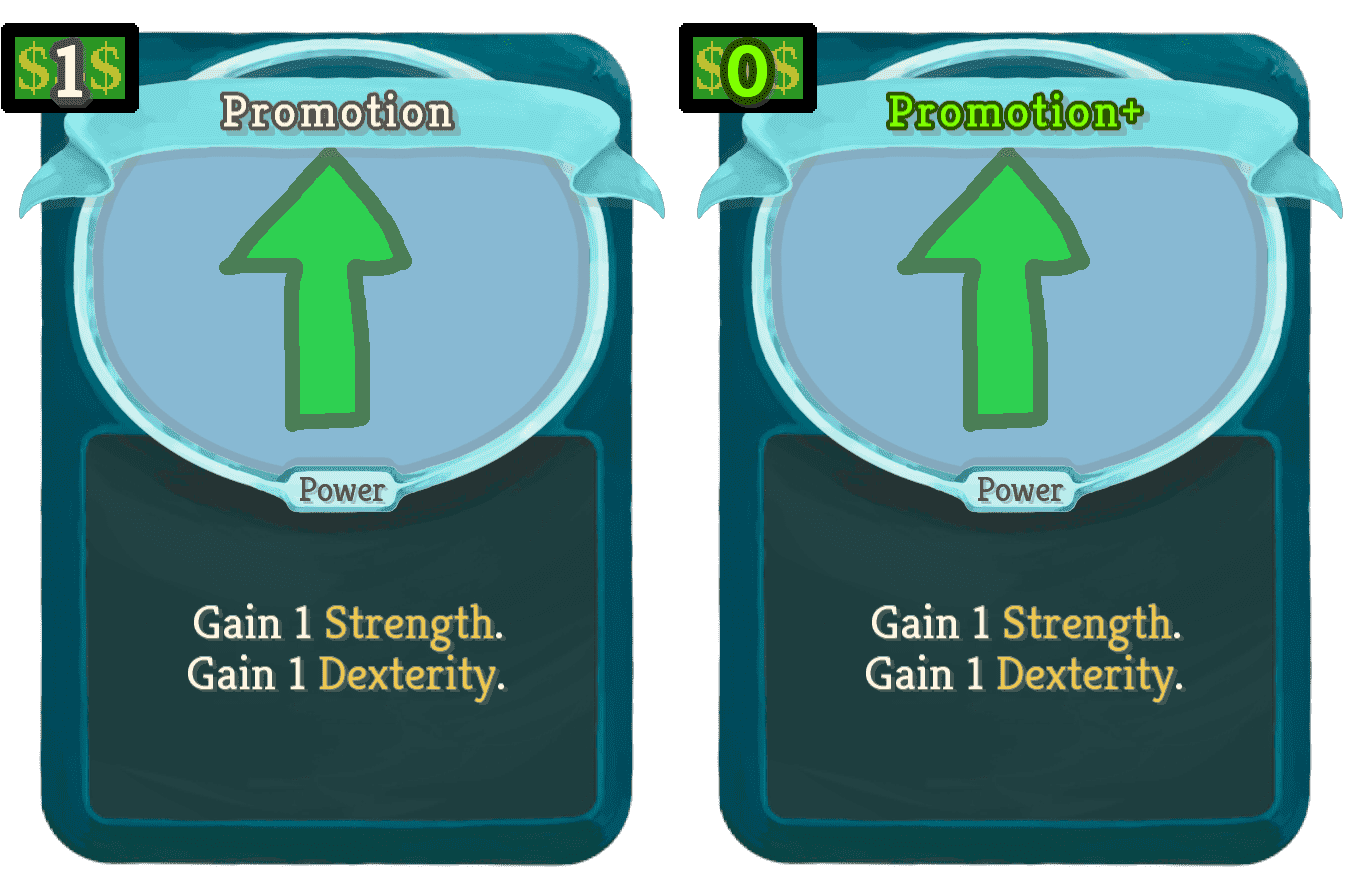 $1$
Promotion
Power
Gain 1 Strength.
Gain 1 Dexterity.
$0$
Promotion+
Power
Gain 1 Strength.
Gain 1 Dexterity.